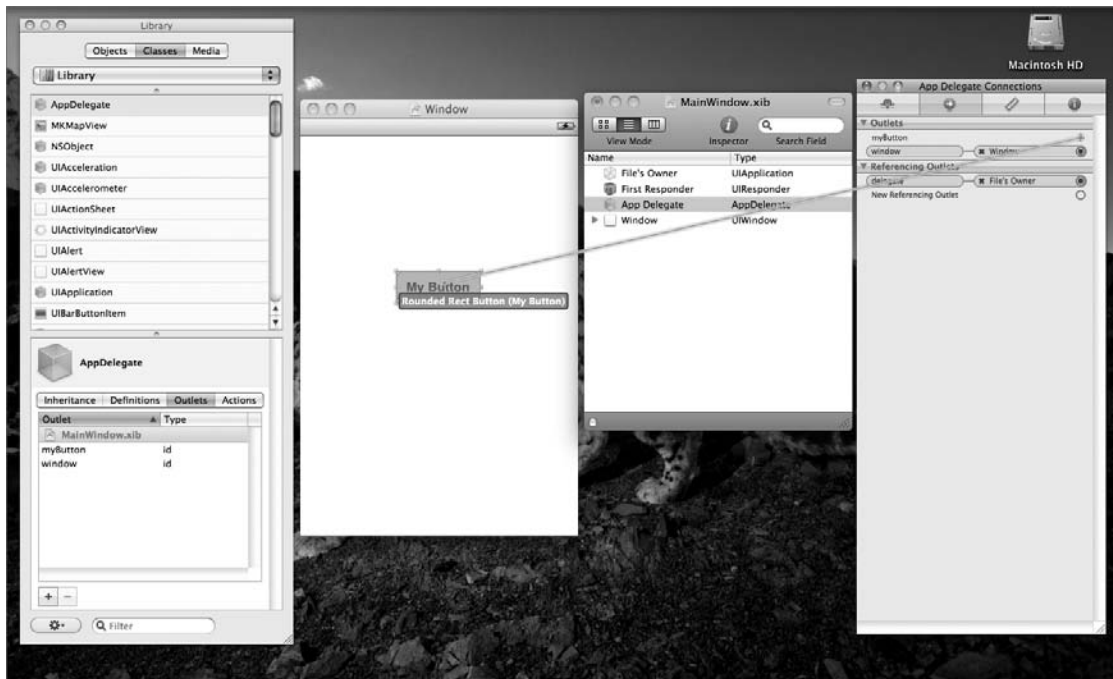 Library
Objects Classes Media
Library
AppDelegate
MKMapView
NSObject
UIAcceleration
UIAccelerometer
UIActionSheet
UIActivityIndicatorView
UIAlert
UIAlertView
UIApplication
UIBarButtonItem
AppDelegate
Inheritance Definitions Outlets Actions
Outlet Type
MainWindow.xib
myButton id
window id
Filter
Window
My Button
Rounded Rect Button (My Button)
MainWindow.xib
View Mode Inspector Search Field
Name Type
File's Owner UIApplication
First Responder UIResponder
App Delegate AppDelegate
Window UIWindow
Macintosh HD
App Delegate Connections
Outlets
myButton
window Window
Referencing Outlets
delegate File's Owner
New Referencing Outlet